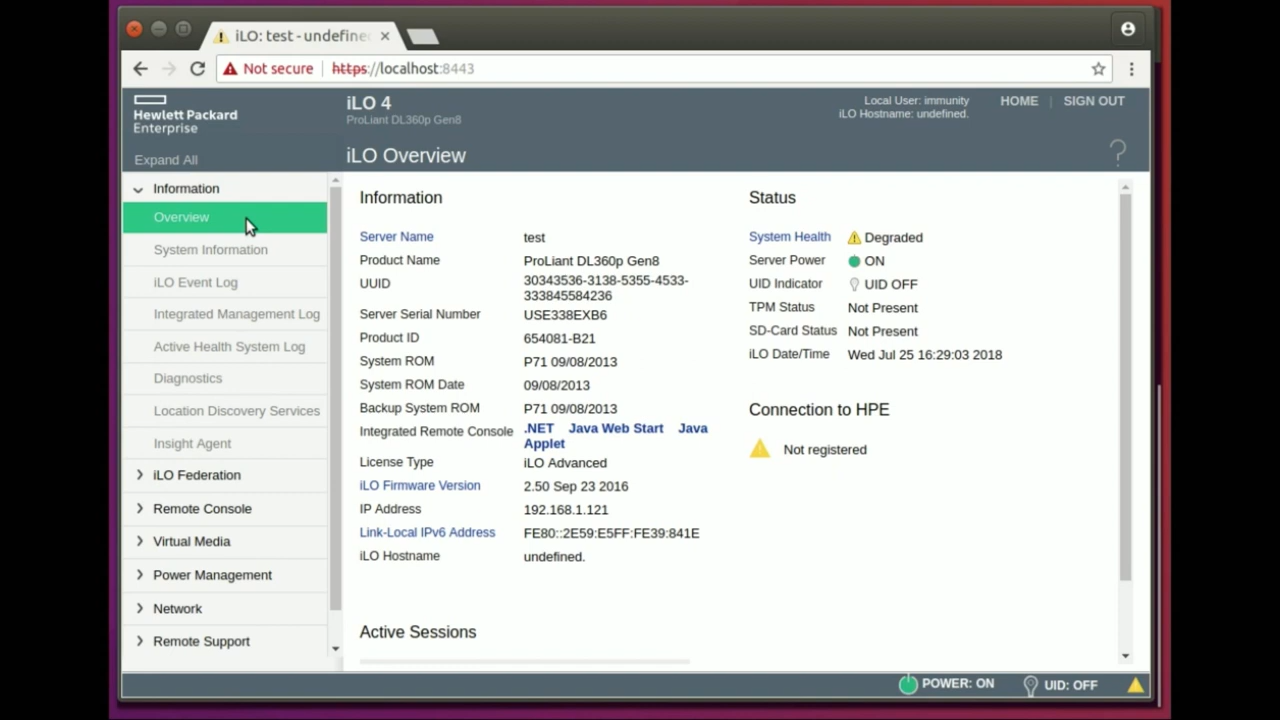 iLO: test - undefine
Not secure | https://localhost:8443
Hewlett Packard
Enterprise
iLO 4
ProLiant DL360p Gen8
Local User: immunity
iLO Hostname: undefined.
HOME | SIGN OUT
Expand All
iLO Overview
?
Information
Overview
System Information
iLO Event Log
Integrated Management Log
Active Health System Log
Diagnostics
Location Discovery Services
Insight Agent
iLO Federation
Remote Console
Virtual Media
Power Management
Network
Remote Support
Information
Server Name test
Product Name ProLiant DL360p Gen8
UUID 30343536-3138-5355-4533-
333845584236
Server Serial Number USE338EXB6
Product ID 654081-B21
System ROM P71 09/08/2013
System ROM Date 09/08/2013
Backup System ROM P71 09/08/2013
Integrated Remote Console .NET Java Web Start Java
Applet
License Type iLO Advanced
iLO Firmware Version 2.50 Sep 23 2016
IP Address 192.168.1.121
Link-Local IPv6 Address FE80::2E59:E5FF:FE39:841E
iLO Hostname undefined.
Active Sessions
Status
System Health Degraded
Server Power ON
UID Indicator UID OFF
TPM Status Not Present
SD-Card Status Not Present
iLO Date/Time Wed Jul 25 16:29:03 2018
Connection to HPE
Not registered
POWER: ON UID: OFF